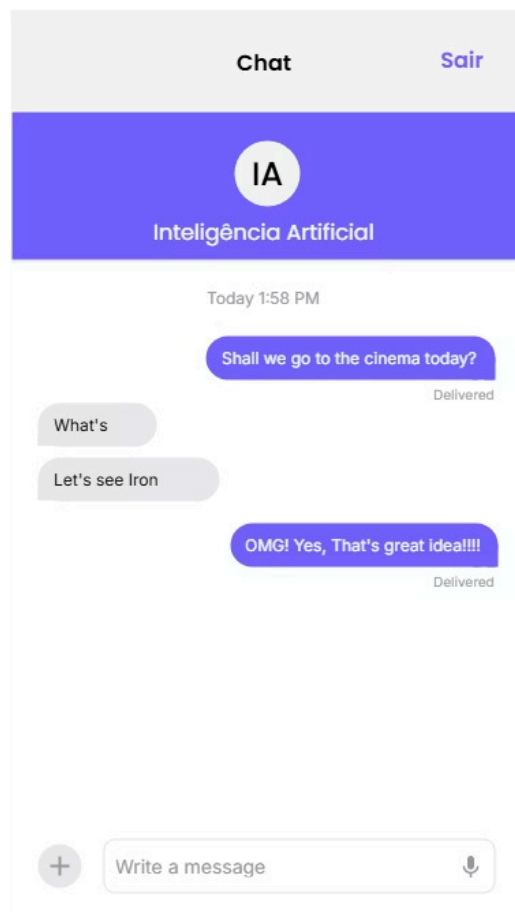 Chat
Sair
IA
Inteligência Artificial
Today 1:58 PM
Shall we go to the cinema today?
Delivered
What's
Let's see Iron
OMG! Yes, That's great idea!!!!
Delivered
Write a message